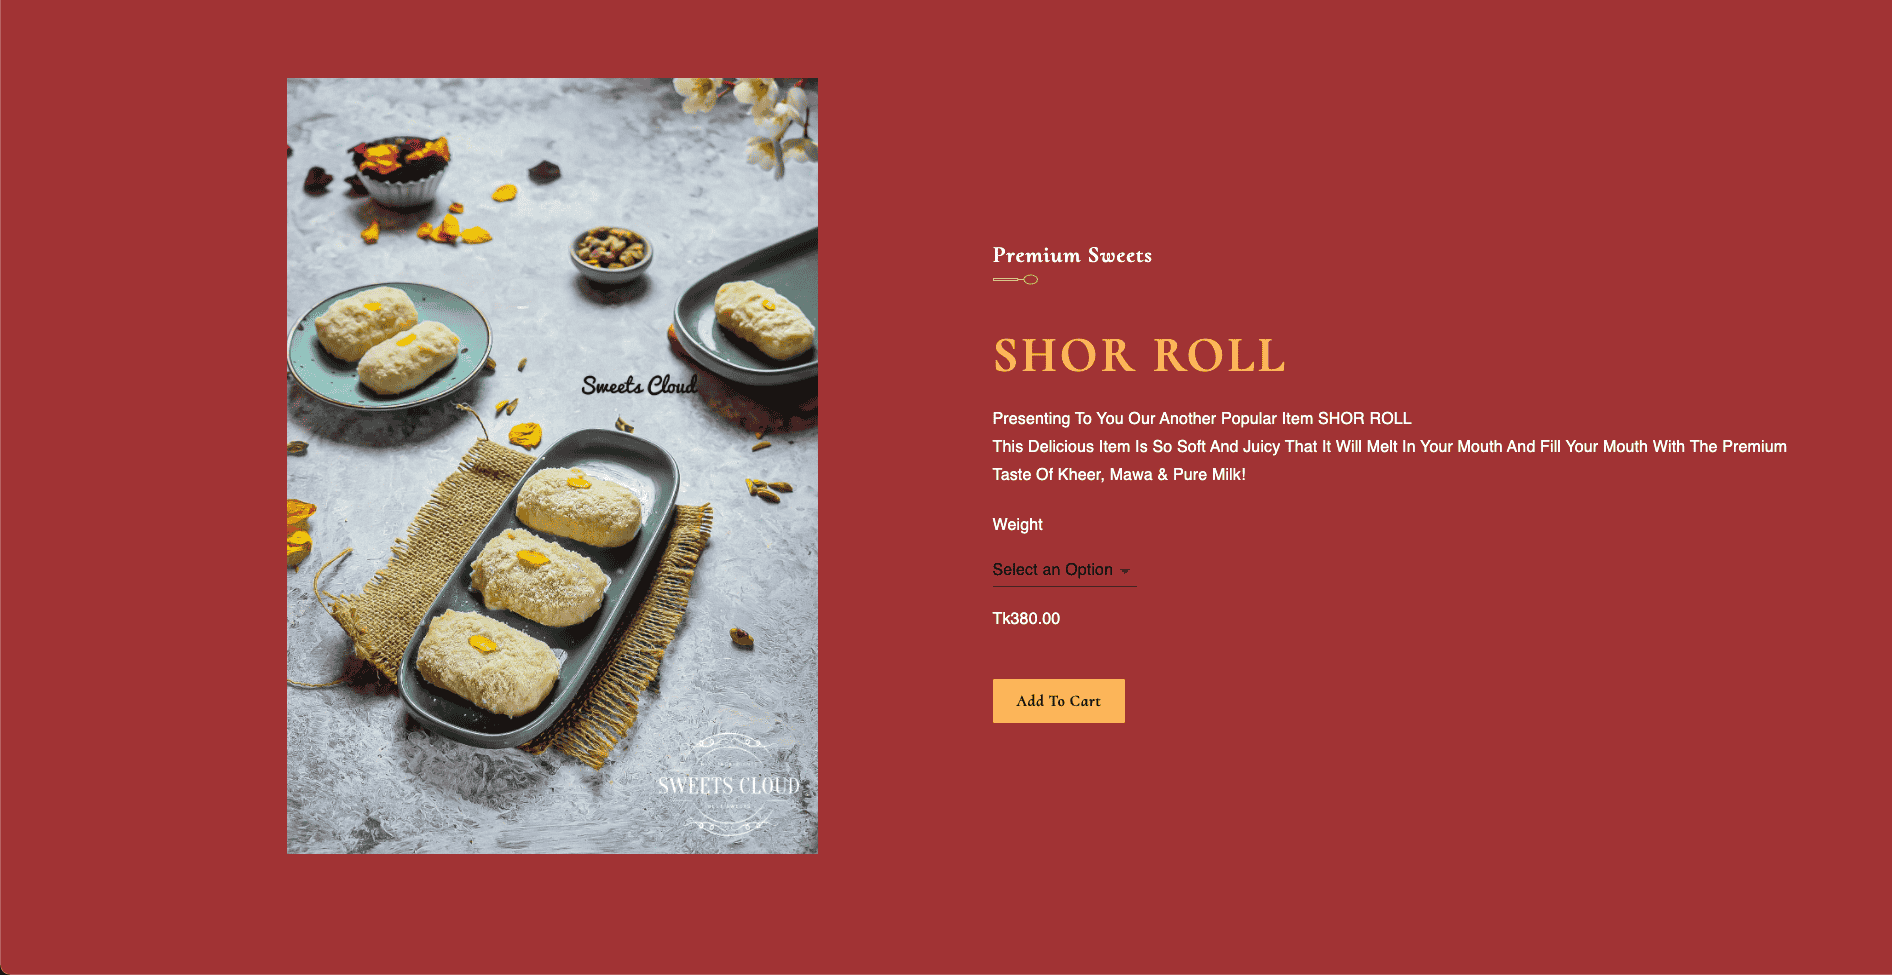 Premium Sweets
SHOR ROLL
Presenting To You Our Another Popular Item SHOR ROLL
This Delicious Item Is So Soft And Juicy That It Will Melt In Your Mouth And Fill Your Mouth With The Premium
Taste Of Kheer, Mawa & Pure Milk!
Weight
Select an Option
Tk380.00
Add To Cart
Sweets Cloud
SWEETS CLOUD